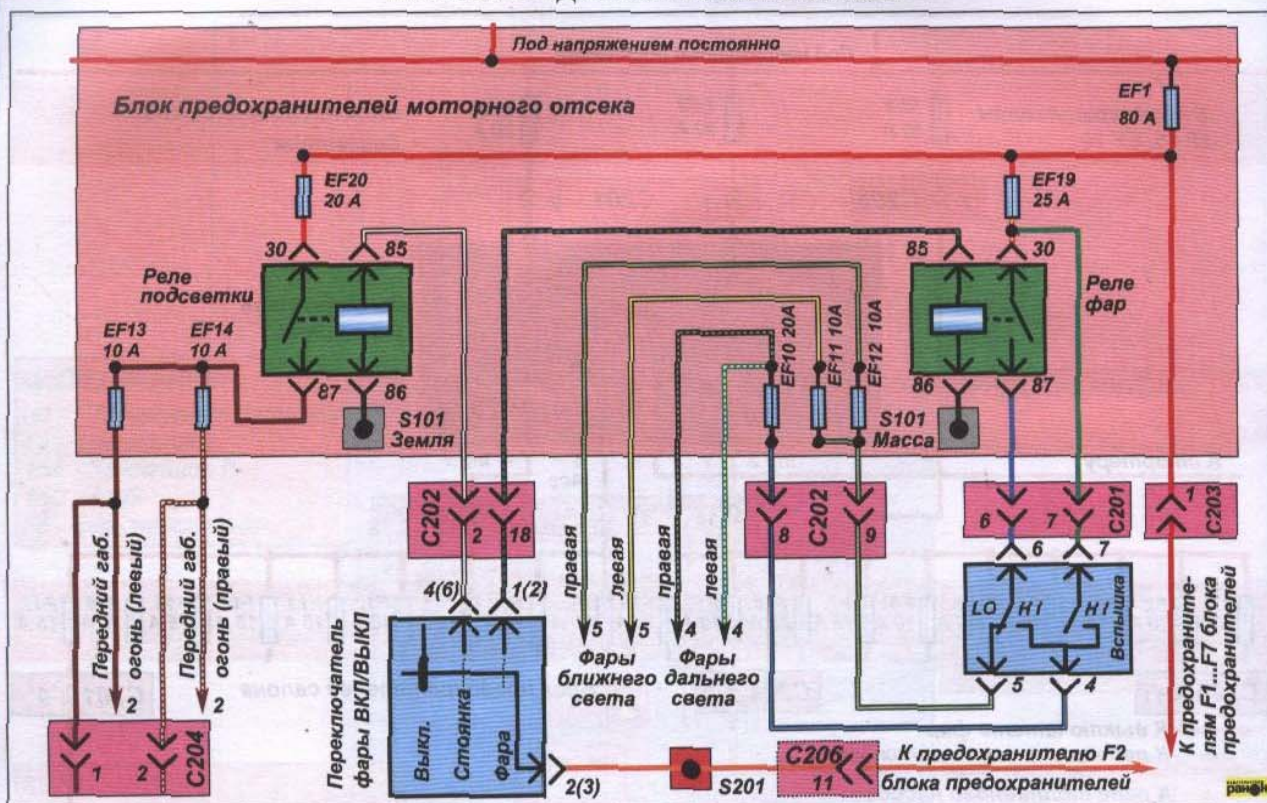 Под напряжением постоянно
Блок предохранителей моторного отсека
EF1
80 А
EF20
20 А
EF19
25 А
30
85
85
30
Реле
подсветки
Реле
фар
EF13
10 А
EF14
10 А
EF10 20А
EF11 10А
EF12 10А
87
86
86
87
S101
Земля
S101
Масса
C202
2
18
8
C202
9
6
7
C201
1
C203
4(6)
1(2)
6
7
Передний габ.
огонь (левый)
Передний габ.
огонь (правый)
правая
левая
правая
левая
LO
HI
HI
Вспышка
5
5
4
4
5
4
Фары
ближнего
света
Фары
дальнего
света
Переключатель
фары ВКЛ/ВЫКЛ
Выкл.
Стоянка
Фара
К предохраните-
лям F1...F7 блока
предохранителей
2
2
1
2
C204
2(3)
S201
C206
11
К предохранителю F2
блока предохранителей